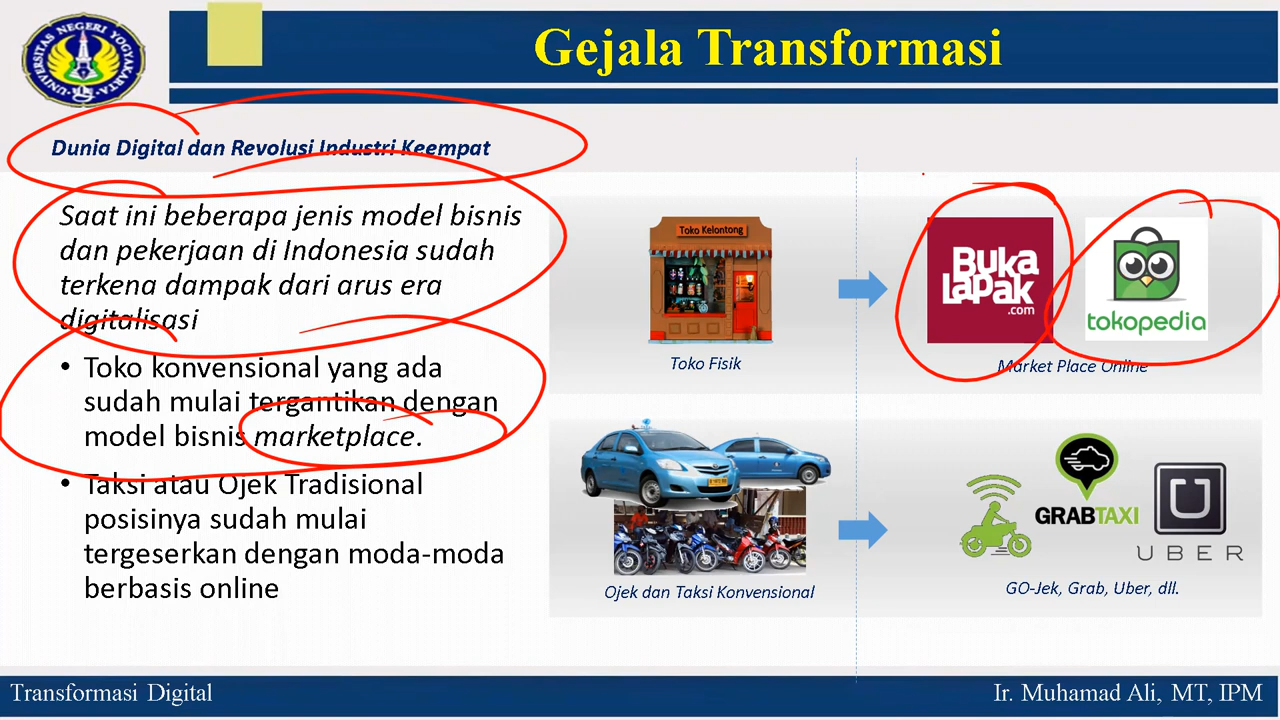 UNIVERSITAS NEGERI YOGYAKARTA
Gejala Transformasi
Dunia Digital dan Revolusi Industri Keempat
Saat ini beberapa jenis model bisnis
dan pekerjaan di Indonesia sudah
terkena dampak dari arus era
digitalisasi
• Toko konvensional yang ada
sudah mulai tergantikan dengan
model bisnis marketplace.
• Taksi atau Ojek Tradisional
posisinya sudah mulai
tergeserkan dengan moda-moda
berbasis online
Toko Kelontong
Toko Fisik
BUKA
LAPAK
.com
tokopedia
Market Place Online
Ojek dan Taksi Konvensional
GRABTAXI
UBER
GO-Jek, Grab, Uber, dll.
Transformasi Digital
Ir. Muhamad Ali, MT, IPM